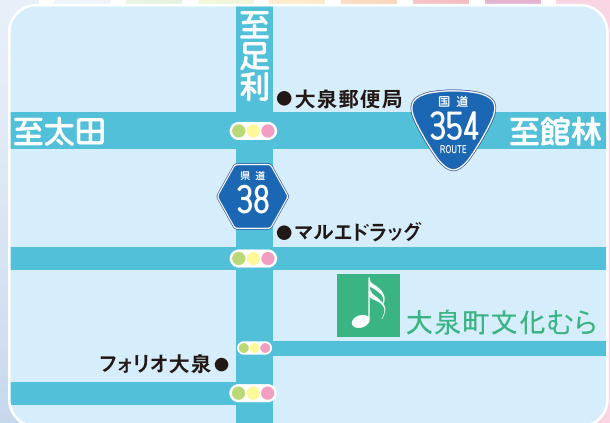 至足利
大泉郵便局
国道
354
ROUTE
至太田
至館林
県道
38
マルエドラッグ
大泉町文化むら
フォリオ大泉